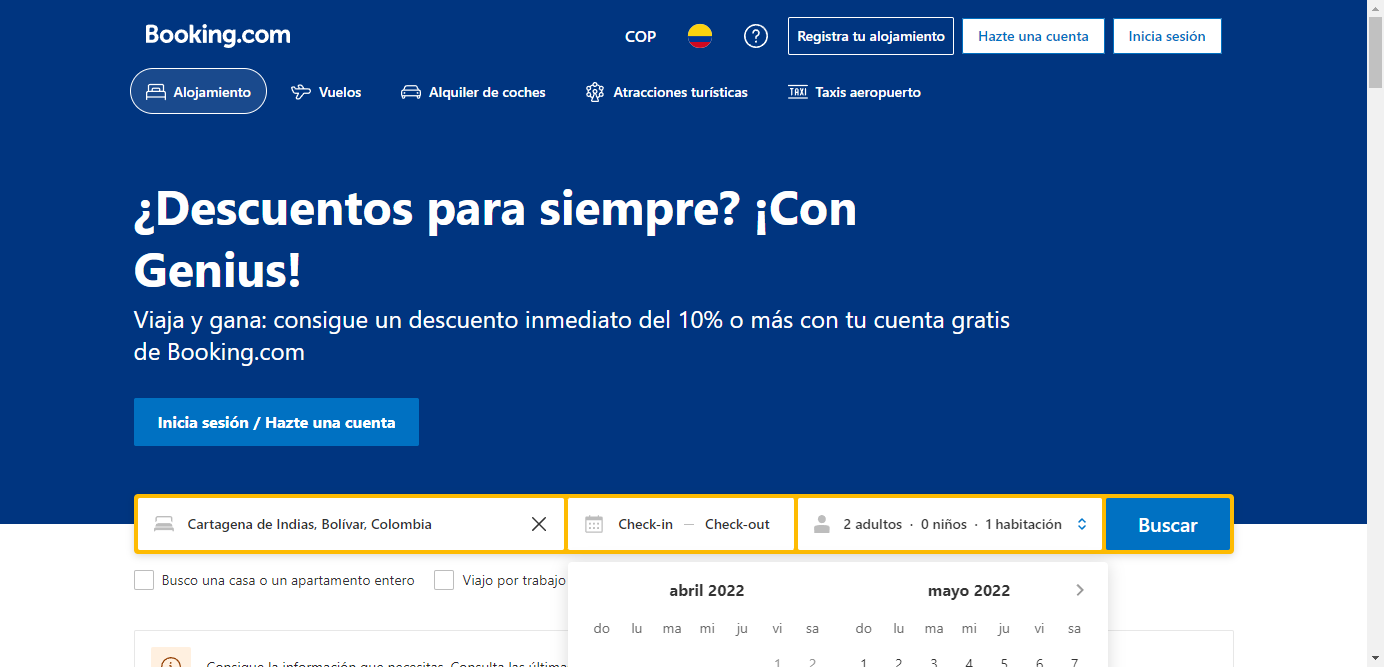 Booking.com
COP
Registra tu alojamiento
Hazte una cuenta
Inicia sesión
Alojamiento
Vuelos
Alquiler de coches
Atracciones turísticas
TAXI
Taxis aeropuerto
¿Descuentos para siempre? ¡Con
Genius!
Viaja y gana: consigue un descuento inmediato del 10% o más con tu cuenta gratis
de Booking.com
Inicia sesión / Hazte una cuenta
Cartagena de Indias, Bolívar, Colombia
Check-in — Check-out
2 adultos · 0 niños · 1 habitación
Buscar
Busco una casa o un apartamento entero
Viajo por trabajo
abril 2022
mayo 2022
do lu ma mi ju vi sa
do lu ma mi ju vi sa
1 2
1 2 3 4 5 6 7
Consigue la información que necesitas. Consulta las última